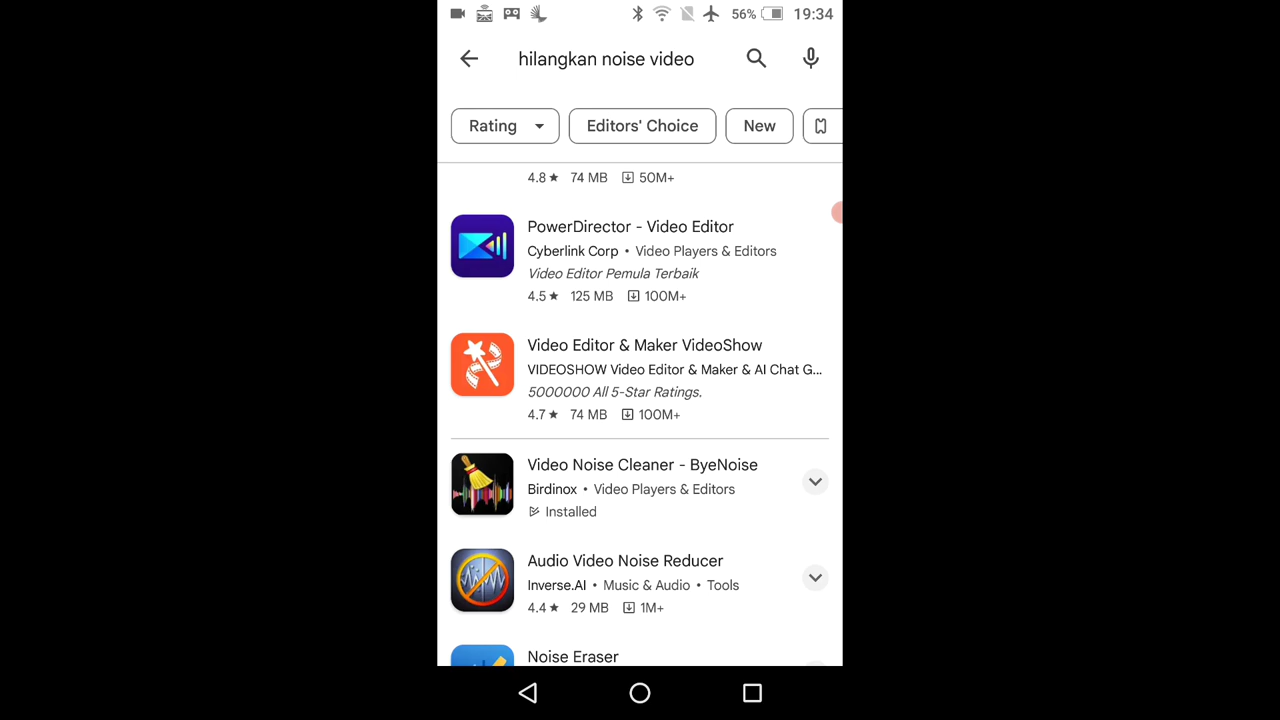 56% 19:34
hilangkan noise video
Rating Editors' Choice New
4.8★ 74 MB 50M+
PowerDirector - Video Editor
Cyberlink Corp • Video Players & Editors
Video Editor Pemula Terbaik
4.5★ 125 MB 100M+
Video Editor & Maker VideoShow
VIDEOSHOW Video Editor & Maker & AI Chat G...
5000000 All 5-Star Ratings.
4.7★ 74 MB 100M+
Video Noise Cleaner - ByeNoise
Birdinox • Video Players & Editors
Installed
Audio Video Noise Reducer
Inverse.AI • Music & Audio • Tools
4.4★ 29 MB 1M+
Noise Eraser